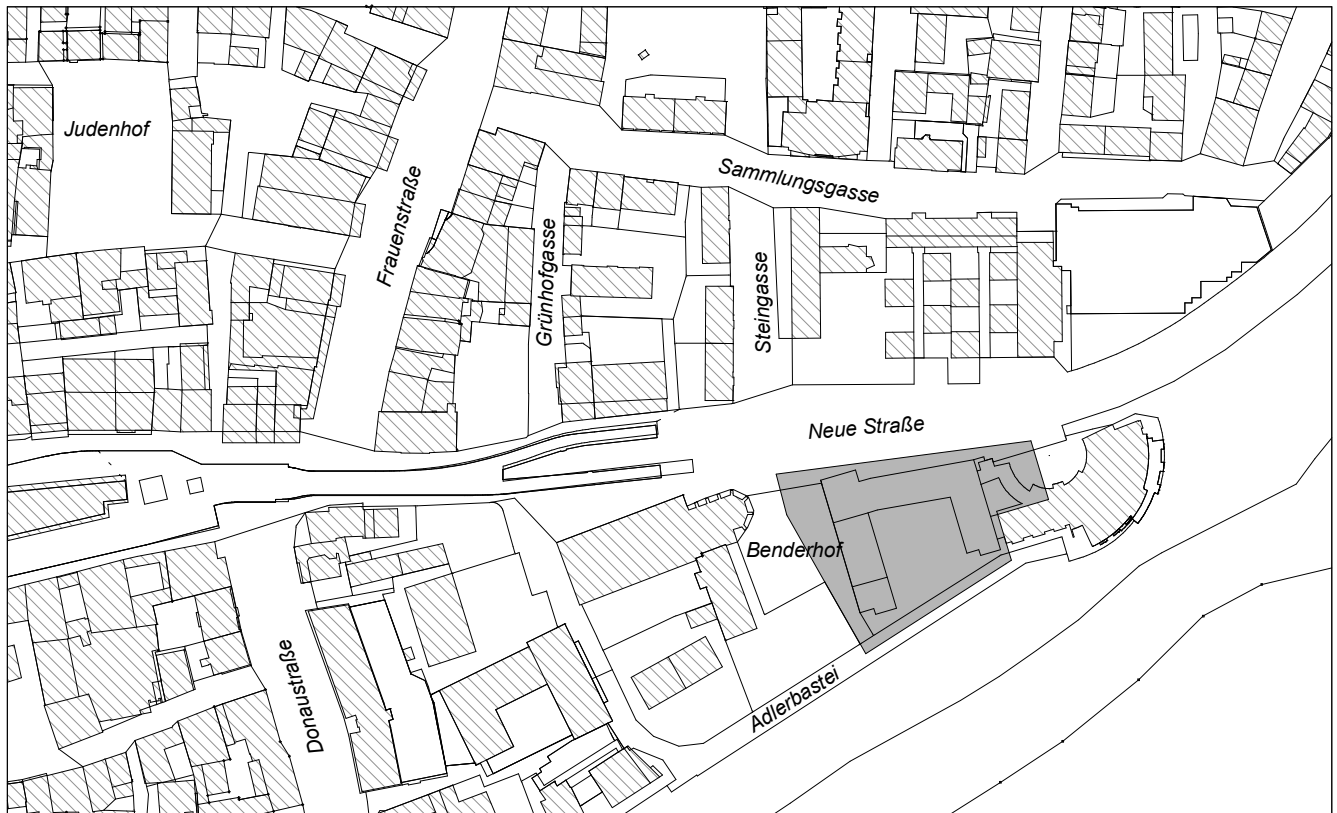 Judenhof
Sammlungsgasse
Frauenstraße
Grünhofgasse
Steingasse
Neue Straße
Benderhof
Donaustraße
Adlerbastei